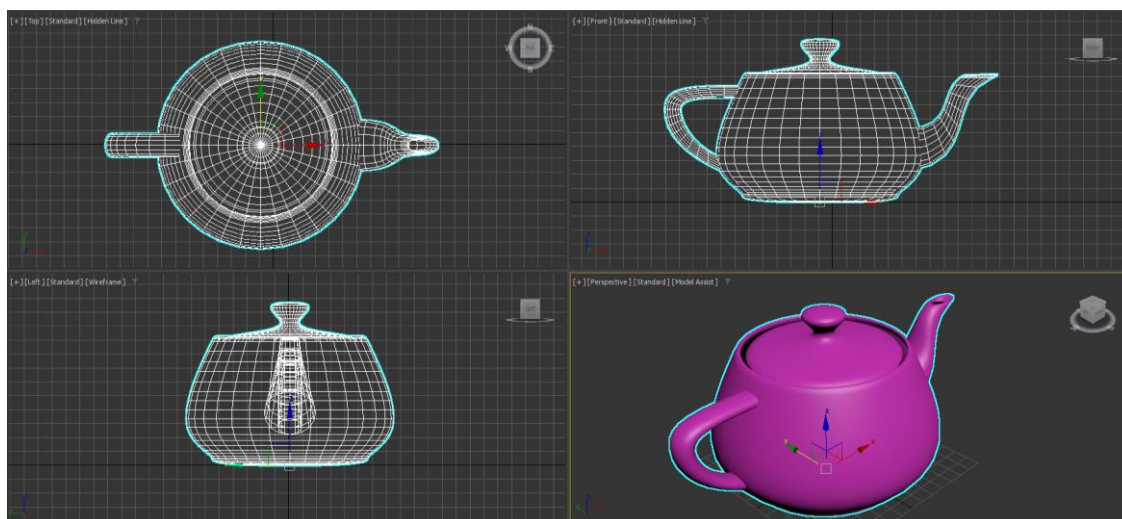 [+] [Top] [Standard] [Hidden Line]
[+] [Front] [Standard] [Hidden Line]
[+] [Left] [Standard] [Wireframe]
[+] [Perspective] [Standard] [Model Assist]